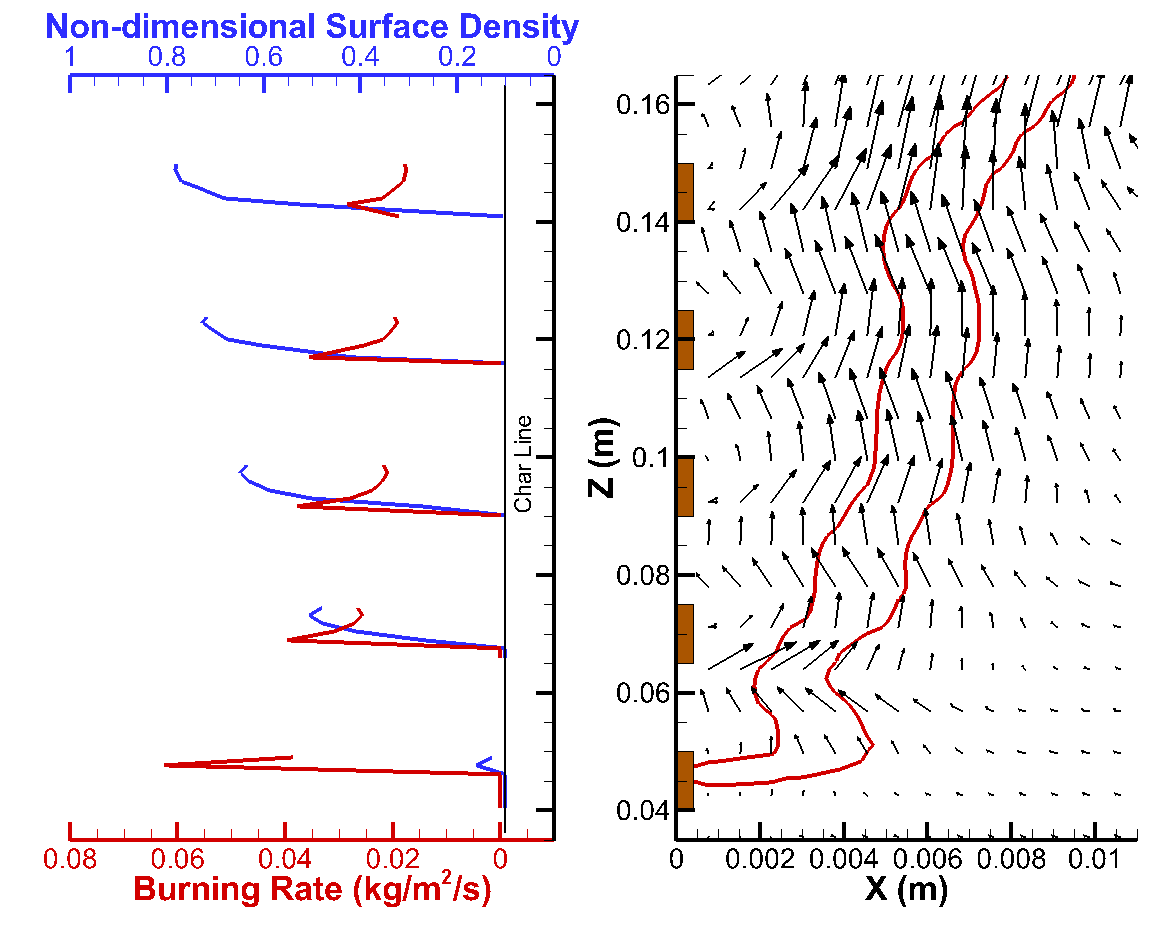 Non-dimensional Surface Density
1 0.8 0.6 0.4 0.2 0
Char Line
0.08 0.06 0.04 0.02 0
Burning Rate (kg/m²/s)
0.16
0.14
0.12
0.1
0.08
0.06
0.04
Z (m)
0 0.002 0.004 0.006 0.008 0.01
X (m)